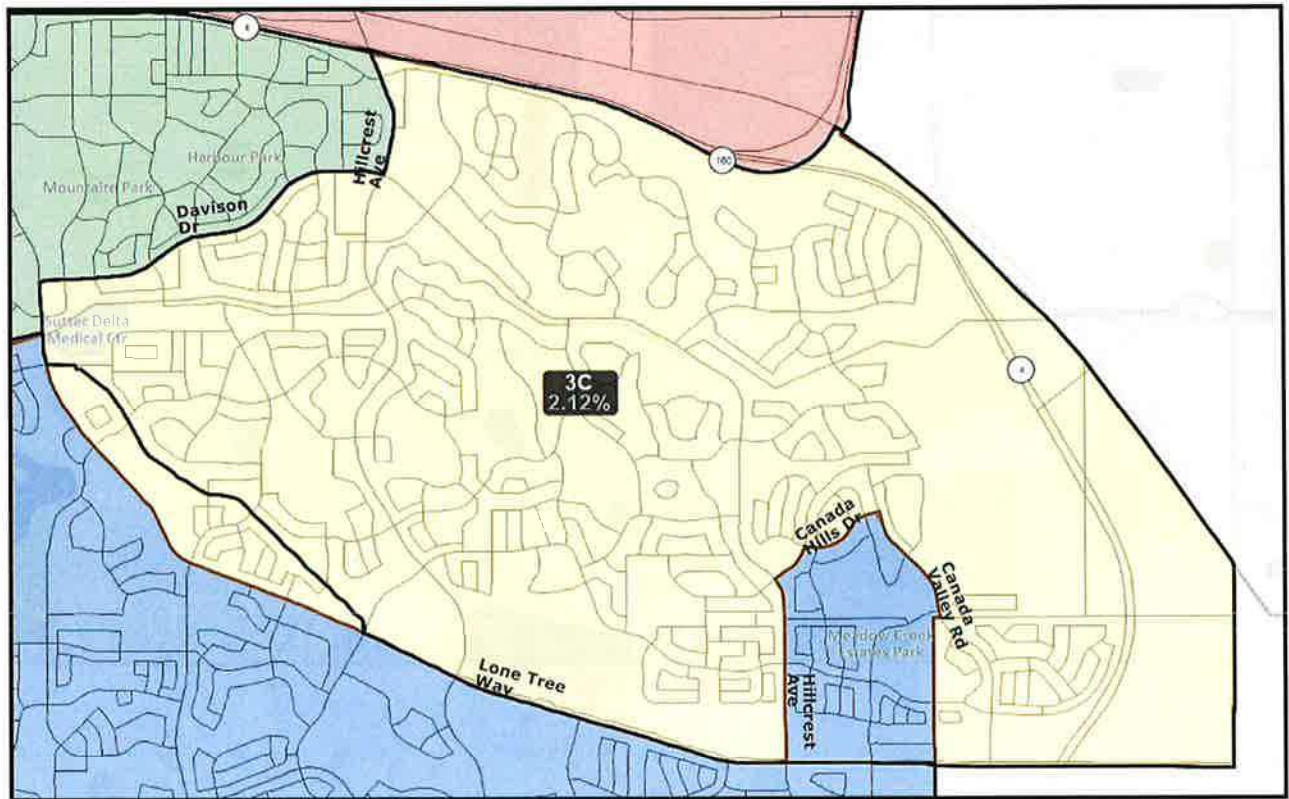 4
Hillcrest
Ave
Harbour Park
160
Mountaire Park
Davison
Dr
Sutter Delta
Medical Ctr
4
3C
2.12%
Canada
Hills Dr
Canada
Valley Rd
Meadow Creek
Estates Park
Lone Tree
Way
Hillcrest
Ave